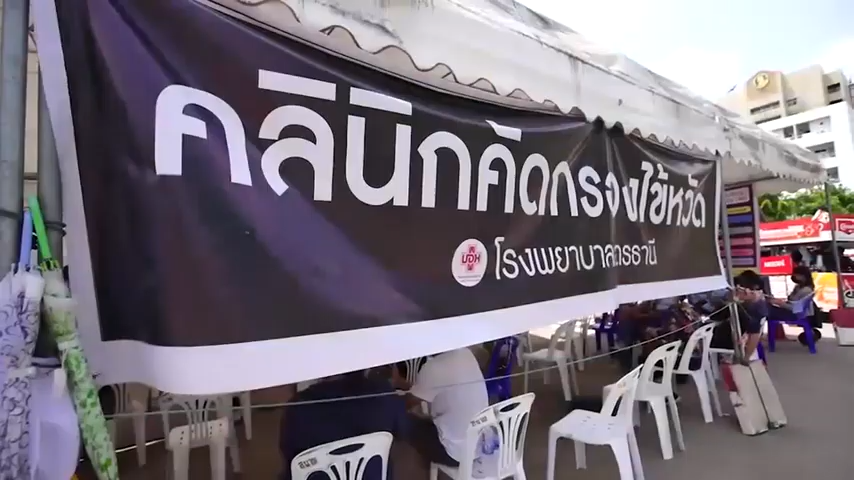 คลินิกคัดกรองไข้หวัด
โรงพยาบาลอุดรธานี